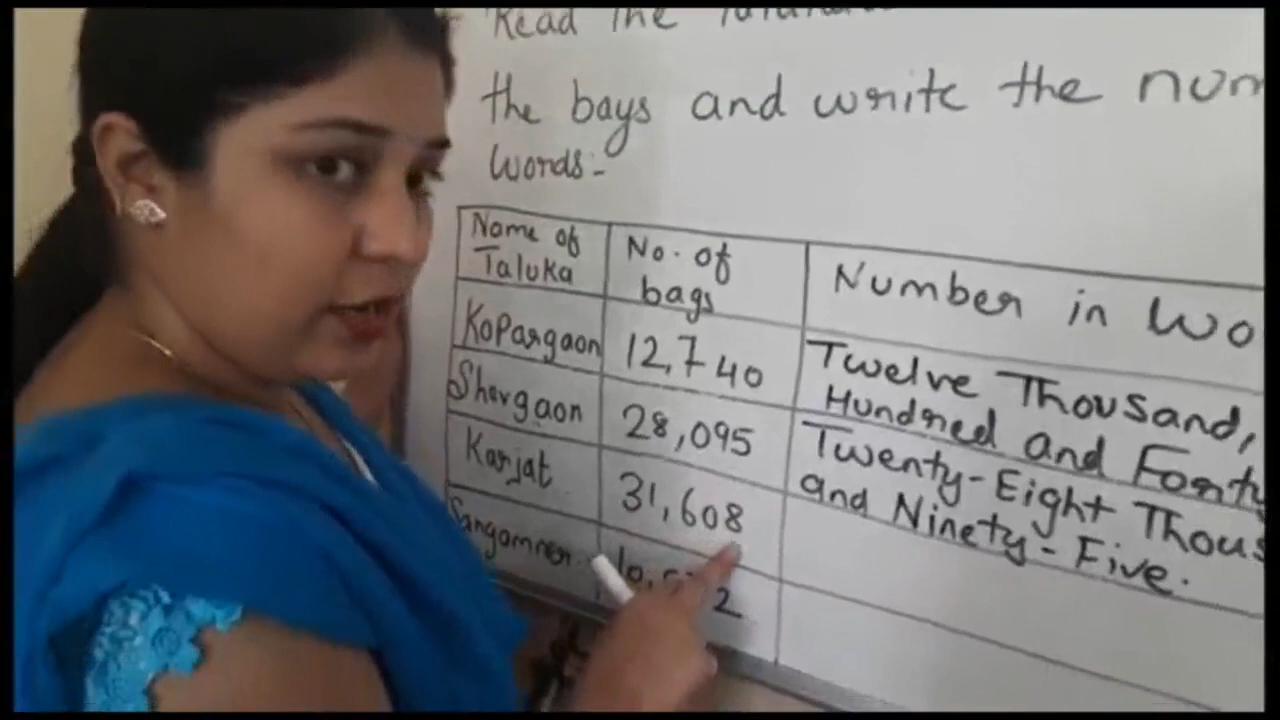 Read The
the bays and write the num
words:-
Name of
Taluka
No. of
bags
Number in Wo
Kopargaon
12,740
Twelve Thousand,
Hundred and Forty
Shevgaon
28,095
Twenty-Eight Thous
and Ninety-Five.
Karjat
31,608
Sangamner